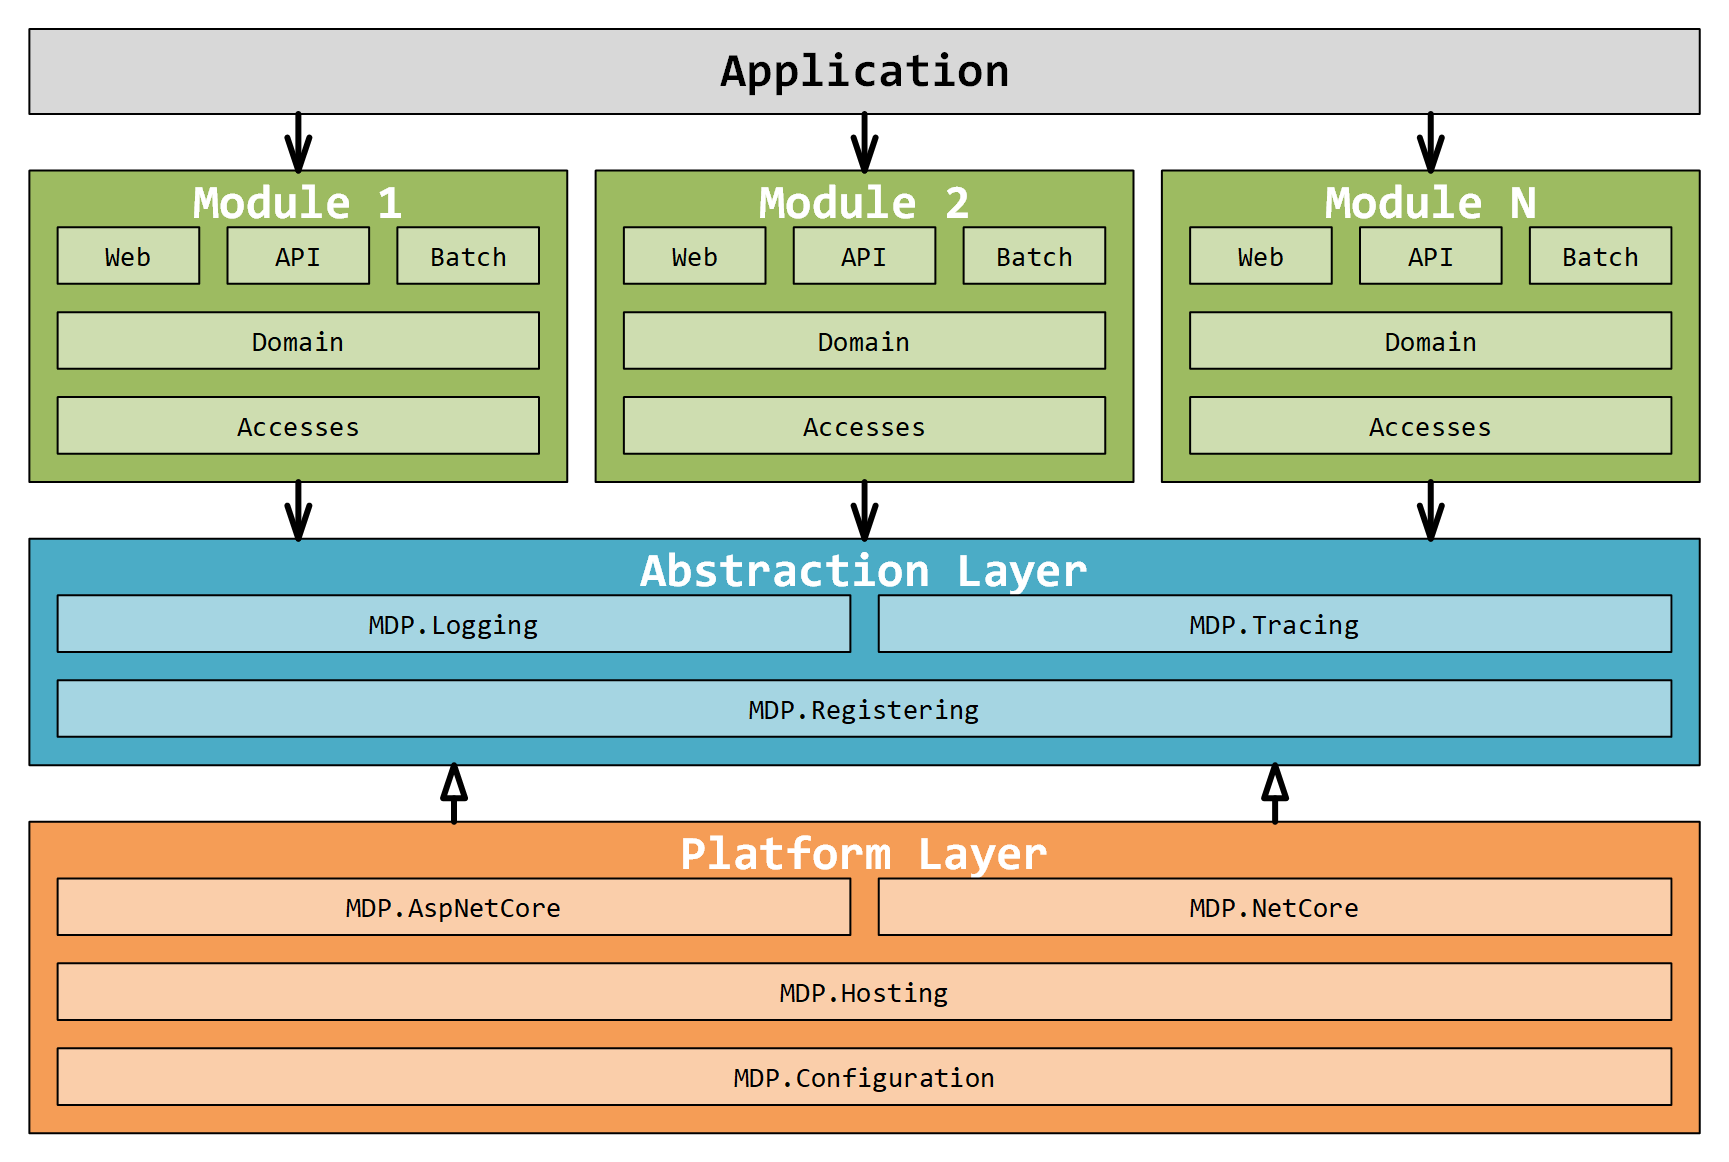 Application
Module 1
Web API Batch
Domain
Accesses
Module 2
Web API Batch
Domain
Accesses
Module N
Web API Batch
Domain
Accesses
Abstraction Layer
MDP.Logging MDP.Tracing
MDP.Registering
Platform Layer
MDP.AspNetCore MDP.NetCore
MDP.Hosting
MDP.Configuration